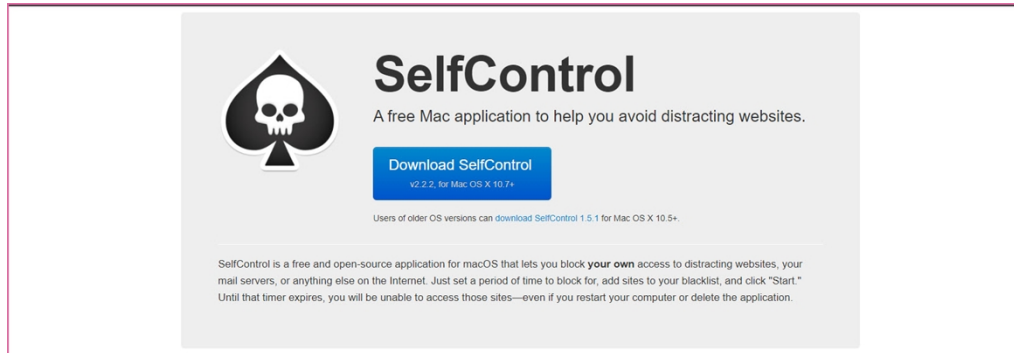 SelfControl
A free Mac application to help you avoid distracting websites.
Download SelfControl
v2.2.2, for Mac OS X 10.7+
Users of older OS versions can download SelfControl 1.5.1 for Mac OS X 10.5+.
SelfControl is a free and open-source application for macOS that lets you block your own access to distracting websites, your
mail servers, or anything else on the Internet. Just set a period of time to block for, add sites to your blacklist, and click "Start."
Until that timer expires, you will be unable to access those sites—even if you restart your computer or delete the application.